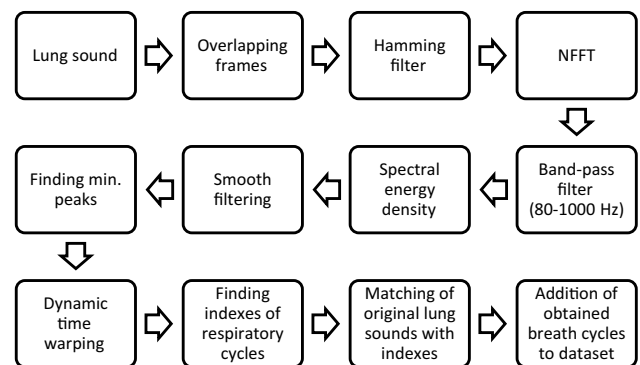 Lung sound
Overlapping
frames
Hamming
filter
NFFT
Band-pass
filter
(80-1000 Hz)
Spectral
energy
density
Smooth
filtering
Finding min.
peaks
Dynamic
time
warping
Finding
indexes of
respiratory
cycles
Matching of
original lung
sounds with
indexes
Addition of
obtained
breath cycles
to dataset